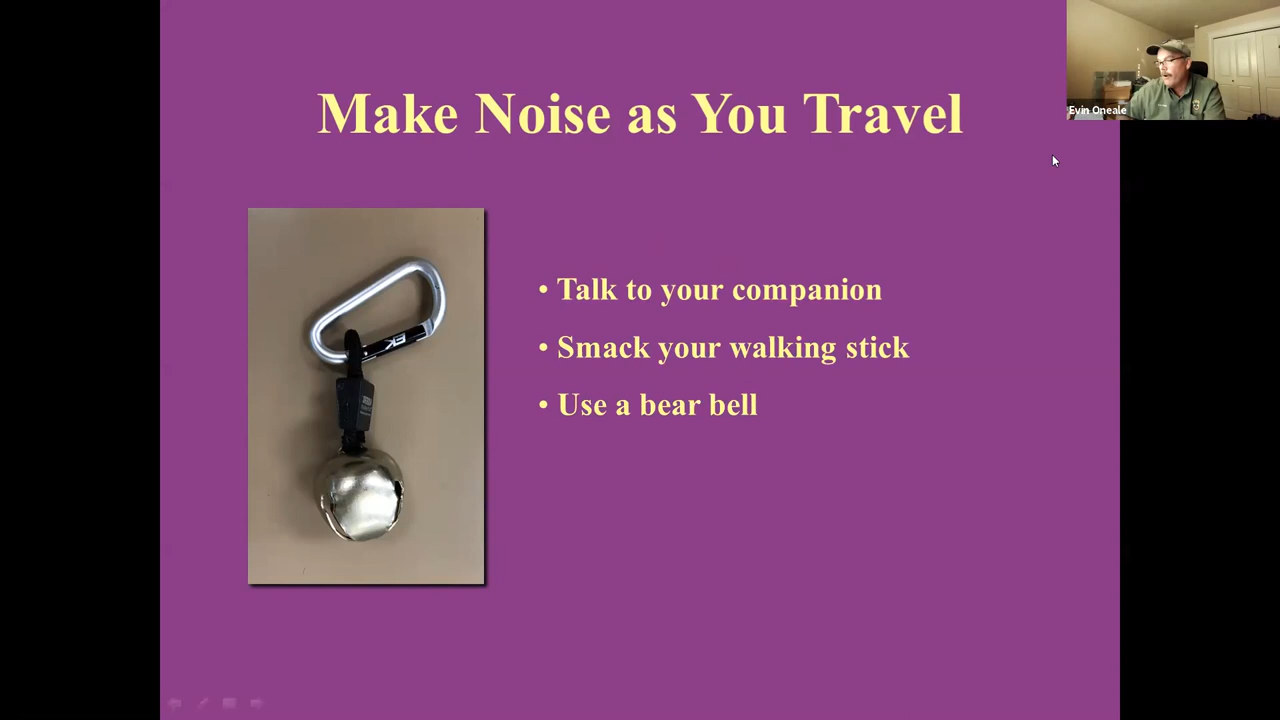 Make Noise as You Travel
Evin Oneale
• Talk to your companion
• Smack your walking stick
• Use a bear bell